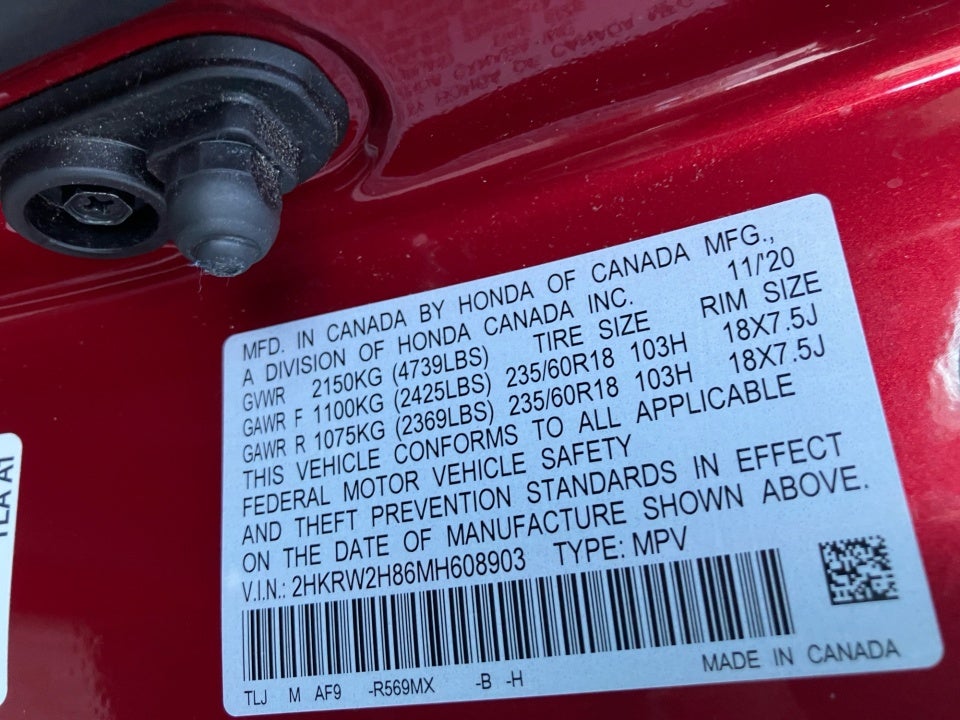 MFD. IN CANADA BY HONDA OF CANADA MFG.,
A DIVISION OF HONDA CANADA INC. 11/'20
GVWR 2150KG (4739LBS) TIRE SIZE RIM SIZE
GAWR F 1100KG (2425LBS) 235/60R18 103H 18X7.5J
GAWR R 1075KG (2369LBS) 235/60R18 103H 18X7.5J
THIS VEHICLE CONFORMS TO ALL APPLICABLE
FEDERAL MOTOR VEHICLE SAFETY
AND THEFT PREVENTION STANDARDS IN EFFECT
ON THE DATE OF MANUFACTURE SHOWN ABOVE.
V.I.N.: 2HKRW2H86MH608903 TYPE: MPV
TLJ M AF9 -R569MX -B -H
MADE IN CANADA